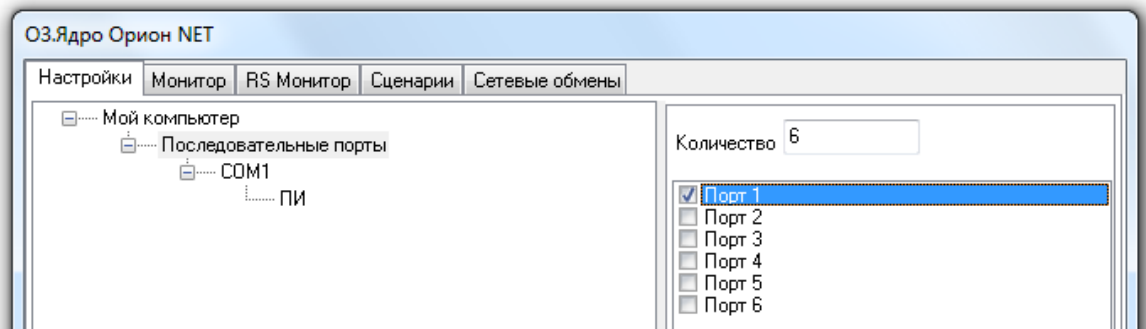 О3.Ядро Орион NET
Настройки Монитор RS Монитор Сценарии Сетевые обмены
Мой компьютер
Последовательные порты
COM1
ПИ
Количество 6
Порт 1
Порт 2
Порт 3
Порт 4
Порт 5
Порт 6